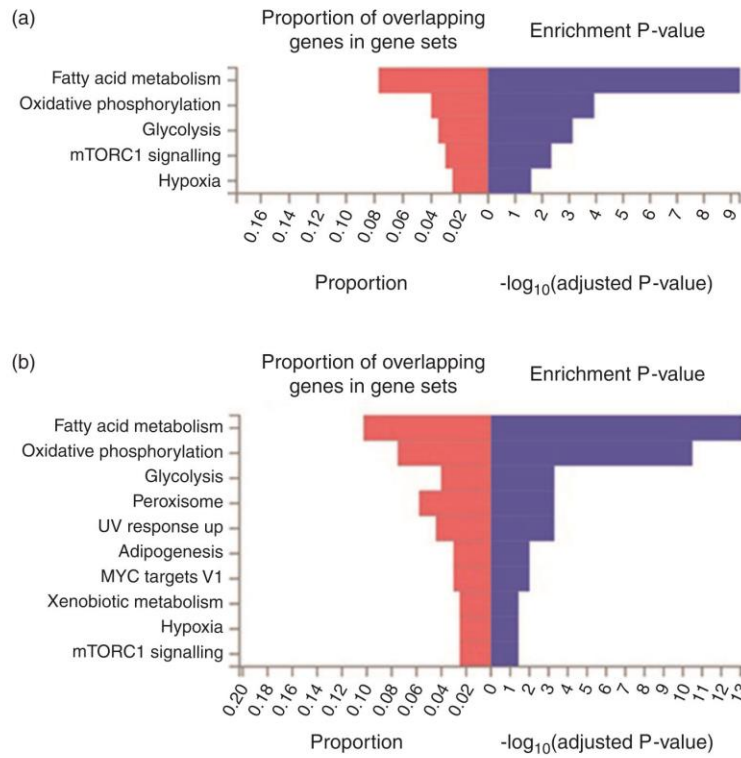 (a)
Proportion of overlapping
genes in gene sets
Enrichment P-value
Fatty acid metabolism
Oxidative phosphorylation
Glycolysis
mTORC1 signalling
Hypoxia
0.16 0.14 0.12 0.10 0.08 0.06 0.04 0.02 0 1 2 3 4 5 6 7 8 9
Proportion
-log₁₀(adjusted P-value)
(b)
Proportion of overlapping
genes in gene sets
Enrichment P-value
Fatty acid metabolism
Oxidative phosphorylation
Glycolysis
Peroxisome
UV response up
Adipogenesis
MYC targets V1
Xenobiotic metabolism
Hypoxia
mTORC1 signalling
0.20 0.18 0.16 0.14 0.12 0.10 0.08 0.06 0.04 0.02 0 1 2 3 4 5 6 7 8 9 10 11 12 13
Proportion
-log₁₀(adjusted P-value)